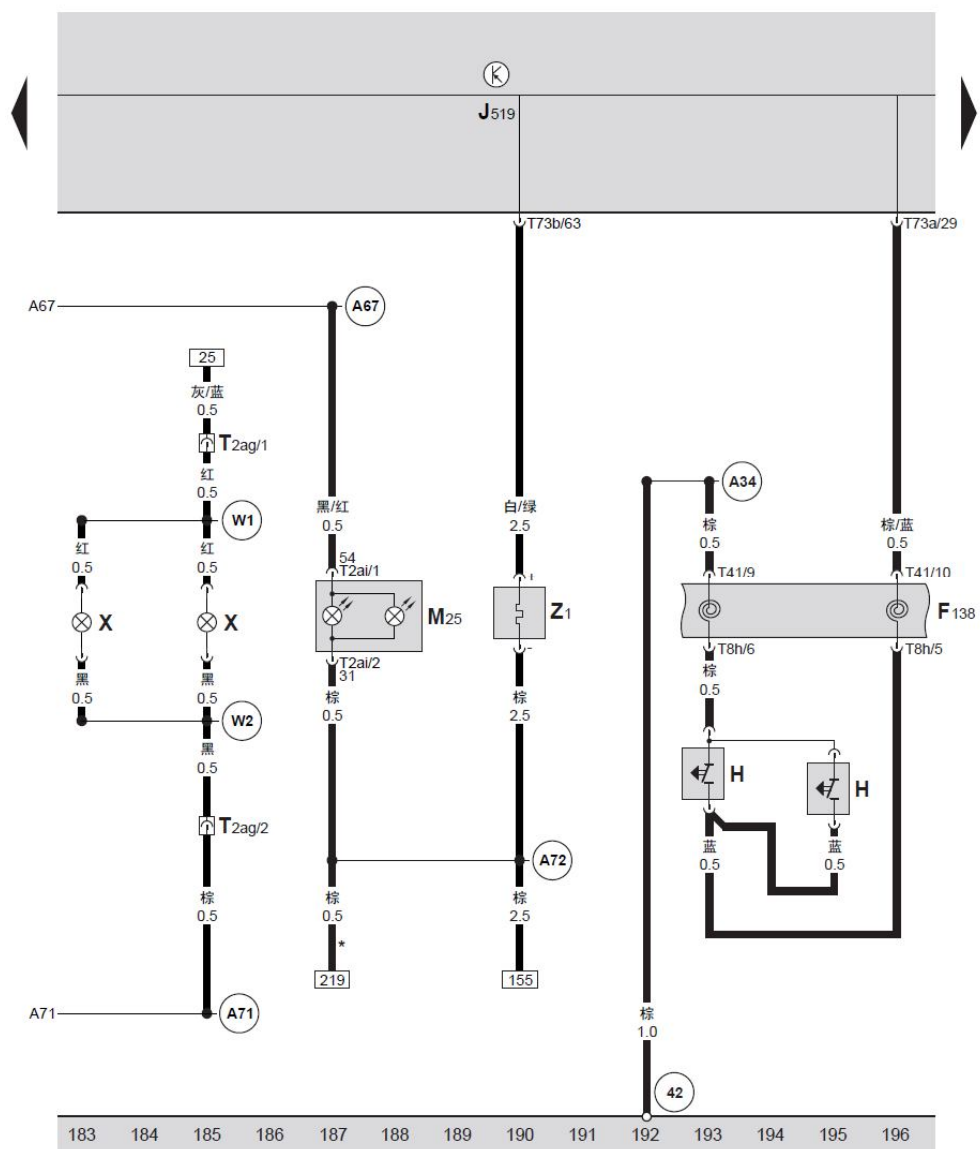 J519
T73b/63
T73a/29
A67
A67
25
灰/蓝
0.5
T2ag/1
红
0.5
W1
红
0.5
红
0.5
X
X
黑
0.5
黑
0.5
W2
黑
0.5
T2ag/2
棕
0.5
A71
A71
黑/红
0.5
54
T2ai/1
M25
T2ai/2
31
棕
0.5
棕
0.5
*
219
白/绿
2.5
+
Z1
-
棕
2.5
A72
棕
2.5
155
A34
棕
0.5
棕/蓝
0.5
T41/9
T41/10
F138
T8h/6
T8h/5
棕
0.5
H
H
蓝
0.5
蓝
0.5
棕
1.0
42
183 184 185 186 187 188 189 190 191 192 193 194 195 196